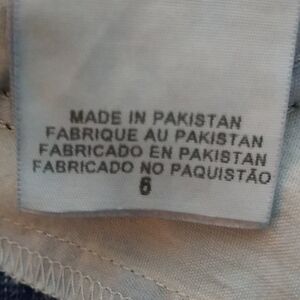 MADE IN PAKISTAN
FABRIQUE AU PAKISTAN
FABRICADO EN PAKISTAN
FABRICADO NO PAQUISTÃO
6